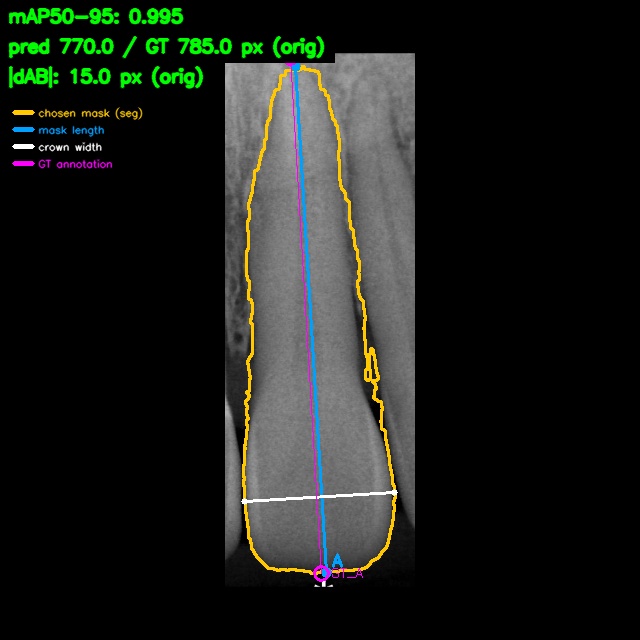 mAP50-95: 0.995
pred 770.0 / GT 785.0 px (orig)
|dAB|: 15.0 px (orig)
chosen mask (seg)
mask length
crown width
GT annotation
A
GT_A